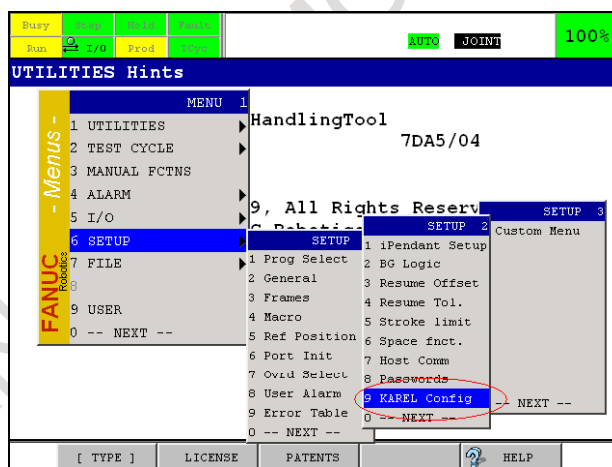 Busy Step Hold Fault
Run I/O Prod TCyc
AUTO JOINT 100%
UTILITIES Hints
MENU 1
1 UTILITIES
2 TEST CYCLE
3 MANUAL FCTNS
4 ALARM
5 I/O
6 SETUP
7 FILE
8
9 USER
0 -- NEXT --
- Menus -
FANUC
Robotics
HandlingTool
7DA5/04
9, All Rights Reserv
SETUP
1 Prog Select
2 General
3 Frames
4 Macro
5 Ref Position
6 Port Init
7 Ovrd Select
8 User Alarm
9 Error Table
0 -- NEXT --
SETUP 2
1 iPendant Setup
2 BG Logic
3 Resume Offset
4 Resume Tol.
5 Stroke limit
6 Space fnct.
7 Host Comm
8 Passwords
9 KAREL Config
0 -- NEXT --
SETUP 3
Custom Menu
-- NEXT --
[ TYPE ] LICENSE PATENTS HELP